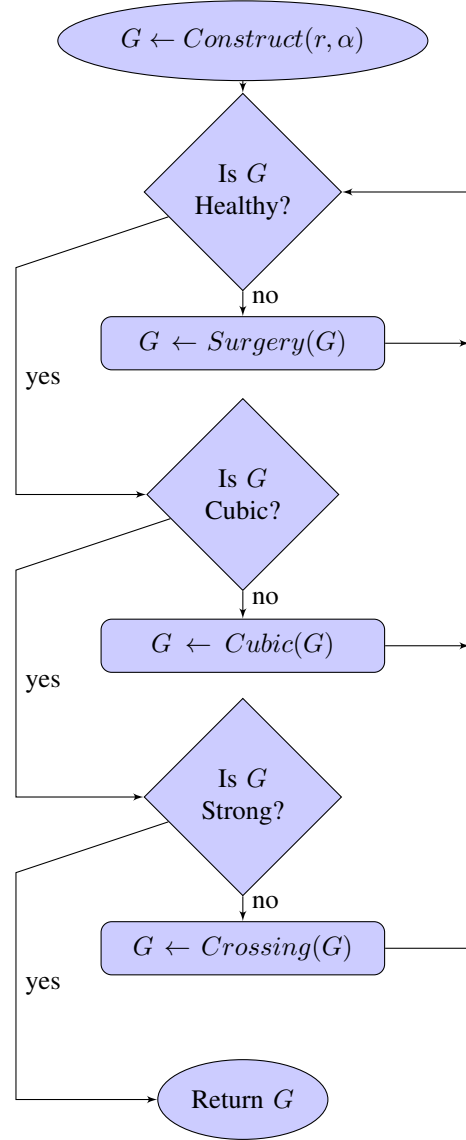 G ← Construct(r, α)
Is G
Healthy?
no
G ← Surgery(G)
yes
Is G
Cubic?
no
G ← Cubic(G)
yes
Is G
Strong?
no
G ← Crossing(G)
yes
Return G